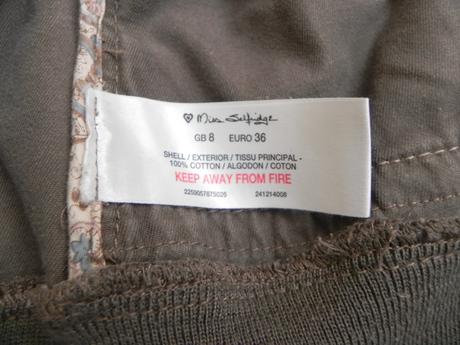 Miss Selfridge
GB 8 EURO 36
SHELL / EXTERIOR / TISSU PRINCIPAL -
100% COTTON / ALGODON / COTON
KEEP AWAY FROM FIRE
2259057875026 241214008